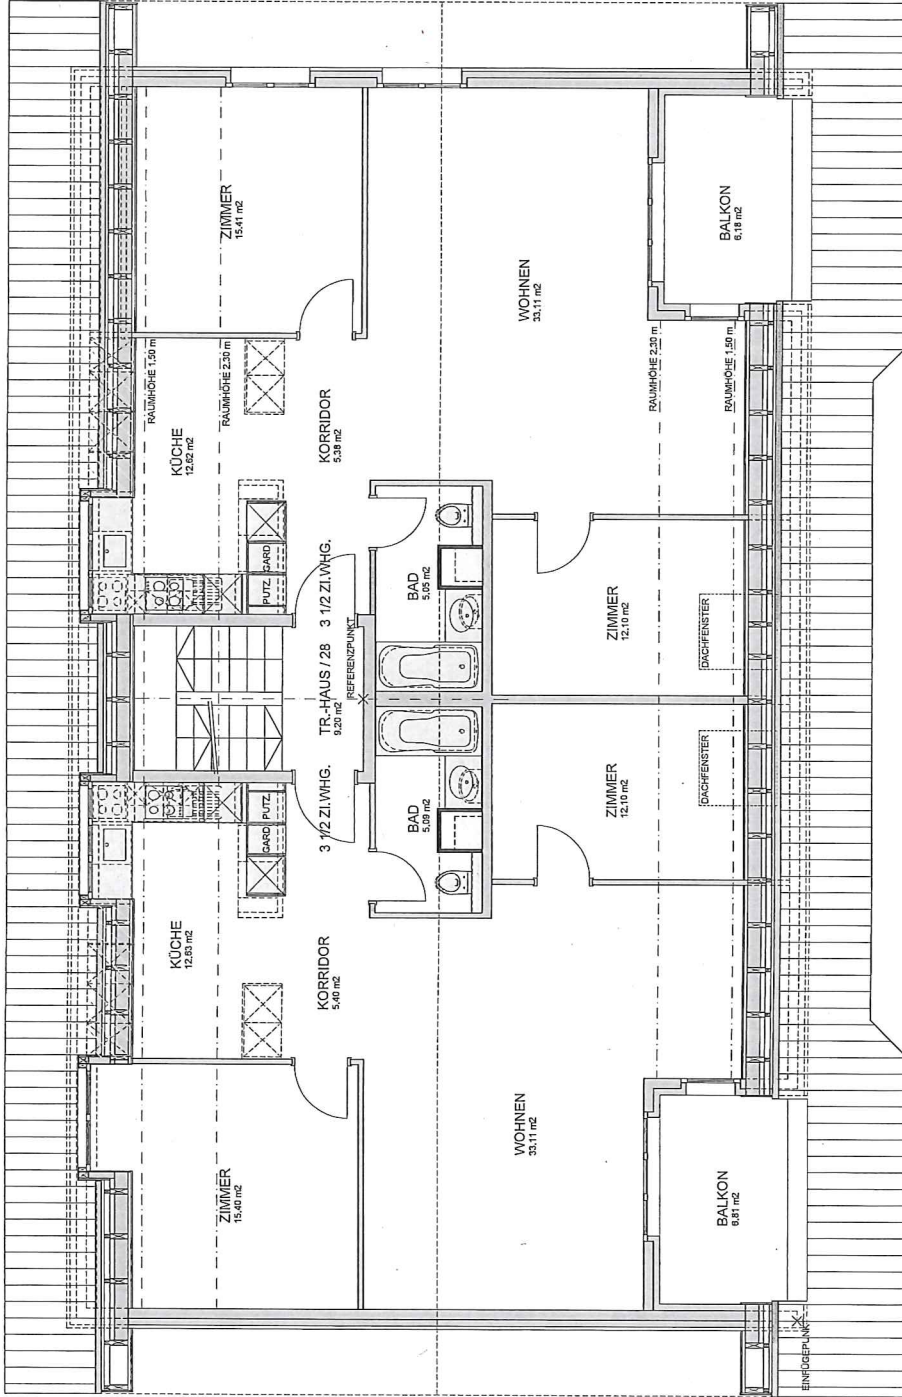 ZIMMER
15.41 m2
WOHNEN
33,11 m2
BALKON
6,18 m2
RAUMHÖHE 1,50 m
RAUMHÖHE 2,30 m
RAUMHÖHE 2,30 m
RAUMHÖHE 1,50 m
KÜCHE
12,62 m2
KORRIDOR
5,38 m2
GARD
PUTZ
3 1/2 ZI.WHG.
BAD
5,05 m2
ZIMMER
12,10 m2
DACHFENSTER
TR.-HAUS / 28
9,20 m2
REFERENZPUNKT
3 1/2 ZI.WHG.
PUTZ.
GARD
BAD
5,09 m2
ZIMMER
12,10 m2
DACHFENSTER
KÜCHE
12,63 m2
KORRIDOR
5,40 m2
ZIMMER
15,40 m2
WOHNEN
33,11 m2
BALKON
6,81 m2